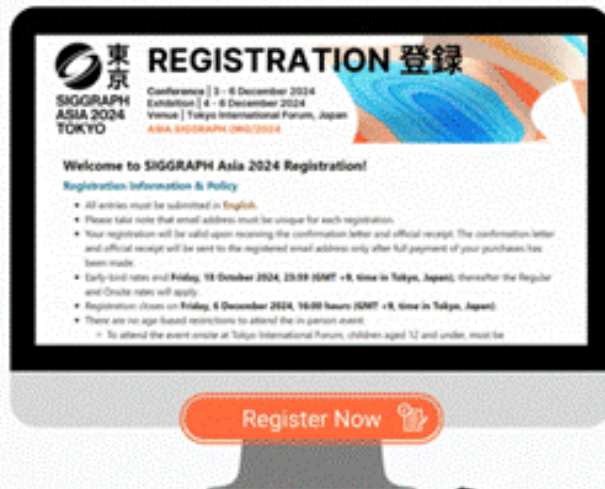 東京
SIGGRAPH
ASIA 2024
TOKYO
REGISTRATION 登録
Conference | 3 - 6 December 2024
Exhibition | 4 - 6 December 2024
Venue | Tokyo International Forum, Japan
ASIA.SIGGRAPH.ORG/2024
Welcome to SIGGRAPH Asia 2024 Registration!
Registration Information & Policy
All entries must be submitted in English.
Please take note that email address must be unique for each registration.
Your registration will be valid upon receiving the confirmation letter and official receipt. The confirmation letter
and official receipt will be sent to the registered email address only after full payment of your purchases has
been made.
Early-bird rates end Friday, 18 October 2024, 23:59 (GMT +9, time in Tokyo, Japan), thereafter the Regular
and Onsite rates will apply.
Registration closes on Friday, 6 December 2024, 16:00 hours (GMT +9, time in Tokyo, Japan)
There are no age-based restrictions to attend the in-person event.
To attend the event onsite at Tokyo International Forum, children aged 12 and under, must be
Register Now